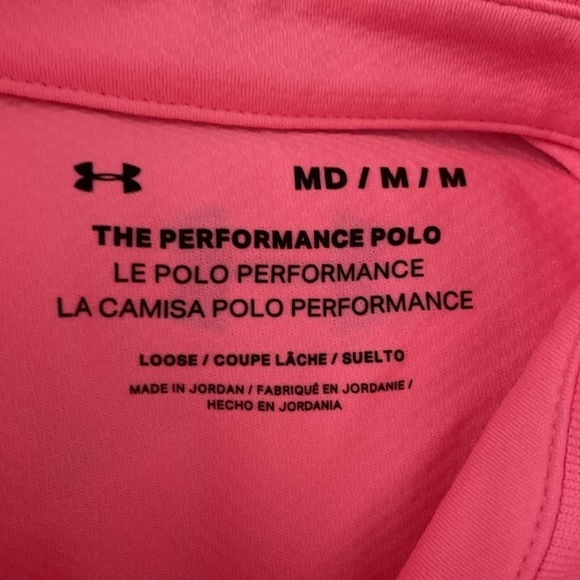 MD / M / M
THE PERFORMANCE POLO
LE POLO PERFORMANCE
LA CAMISA POLO PERFORMANCE
LOOSE / COUPE LÂCHE / SUELTO
MADE IN JORDAN / FABRIQUÉ EN JORDANIE /
HECHO EN JORDANIA